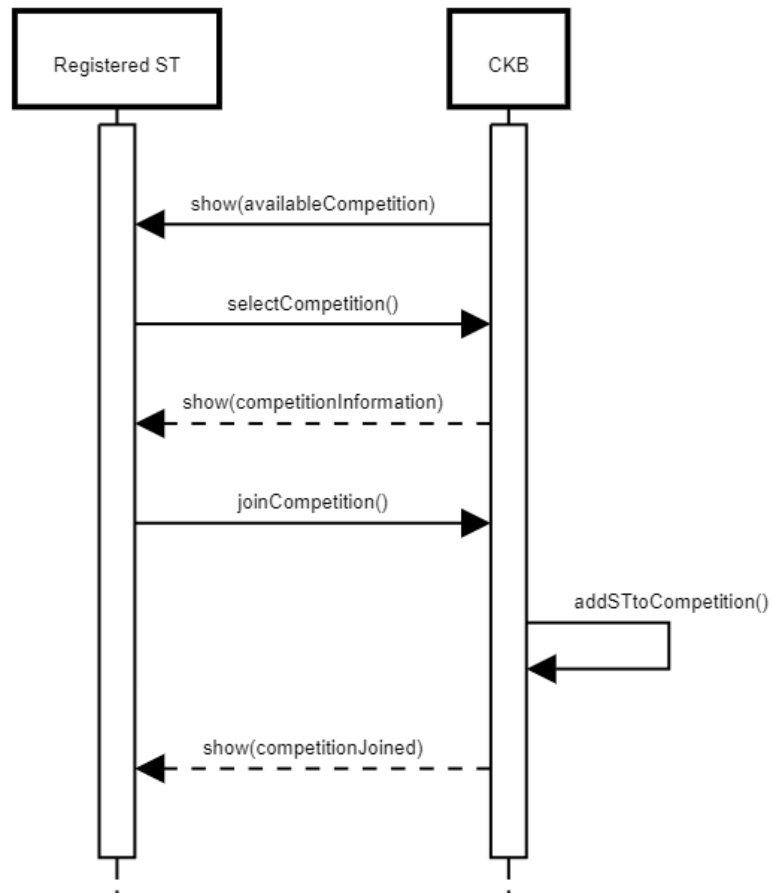 Registered ST
CKB
show(availableCompetition)
selectCompetition()
show(competitionInformation)
joinCompetition()
addSTtoCompetition()
show(competitionJoined)